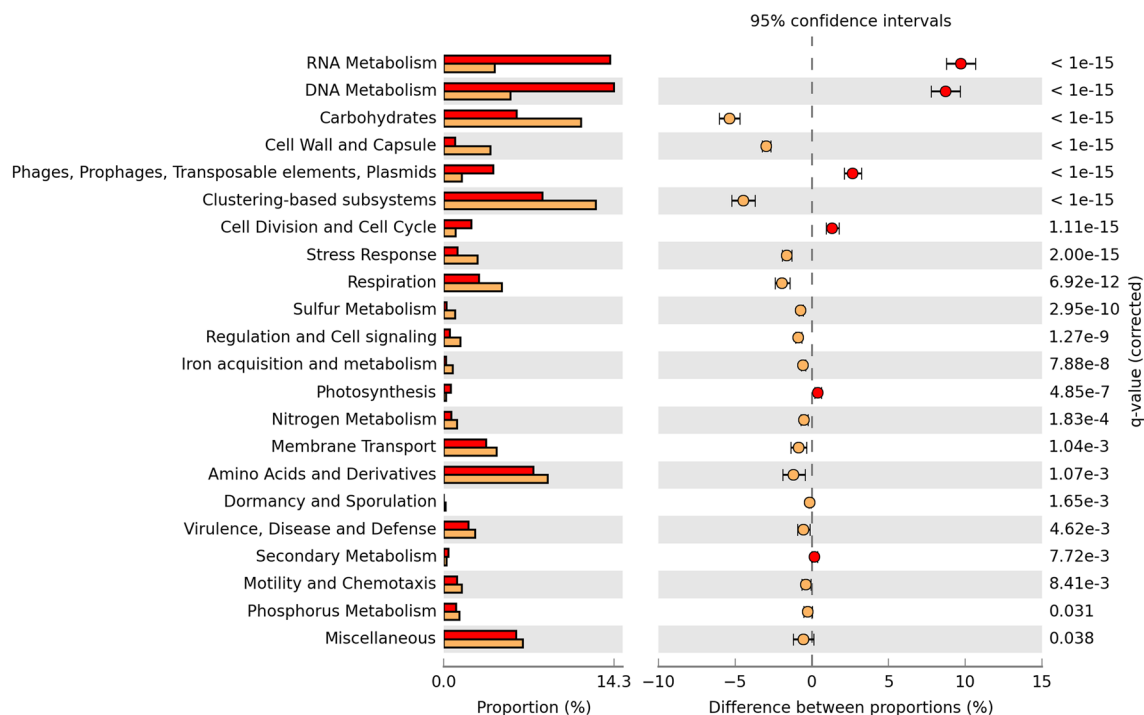 95% confidence intervals
RNA Metabolism < 1e-15
DNA Metabolism < 1e-15
Carbohydrates < 1e-15
Cell Wall and Capsule < 1e-15
Phages, Prophages, Transposable elements, Plasmids < 1e-15
Clustering-based subsystems < 1e-15
Cell Division and Cell Cycle 1.11e-15
Stress Response 2.00e-15
Respiration 6.92e-12
Sulfur Metabolism 2.95e-10
Regulation and Cell signaling 1.27e-9
Iron acquisition and metabolism 7.88e-8
Photosynthesis 4.85e-7
Nitrogen Metabolism 1.83e-4
Membrane Transport 1.04e-3
Amino Acids and Derivatives 1.07e-3
Dormancy and Sporulation 1.65e-3
Virulence, Disease and Defense 4.62e-3
Secondary Metabolism 7.72e-3
Motility and Chemotaxis 8.41e-3
Phosphorus Metabolism 0.031
Miscellaneous 0.038
q-value (corrected)
0.0 14.3 −10 −5 0 5 10 15
Proportion (%) Difference between proportions (%)